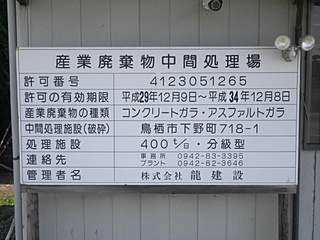 産業廃棄物中間処理場
許可番号 4123051265
許可の有効期限 平成29年12月9日～平成34年12月8日
産業廃棄物の種類 コンクリートガラ・アスファルトガラ
中間処理施設(破砕) 鳥栖市下野町718-1
処理施設 400t/日・分級型
連絡先 事務所 0942-83-3395
プラント 0942-82-3646
管理者名 株式会社 龍建設